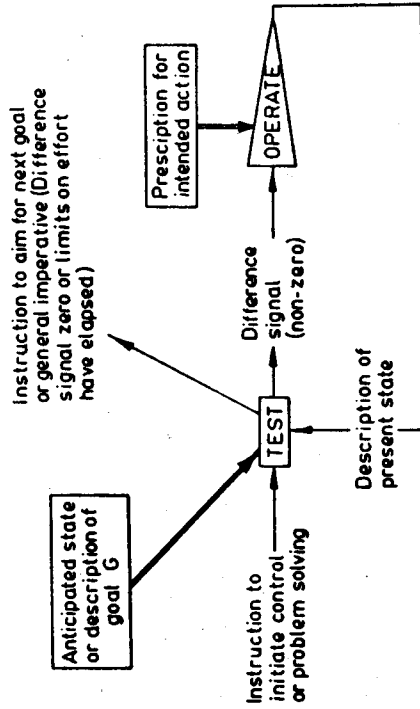 Instruction to aim for next goal
or general imperative (Difference
signal zero or limits on effort
have elapsed)
Anticipated state
or description of
goal G
Presciption for
intended action
TEST
Difference
signal
(non-zero)
OPERATE
Instruction to
initiate control
or problem solving
Description of
present state